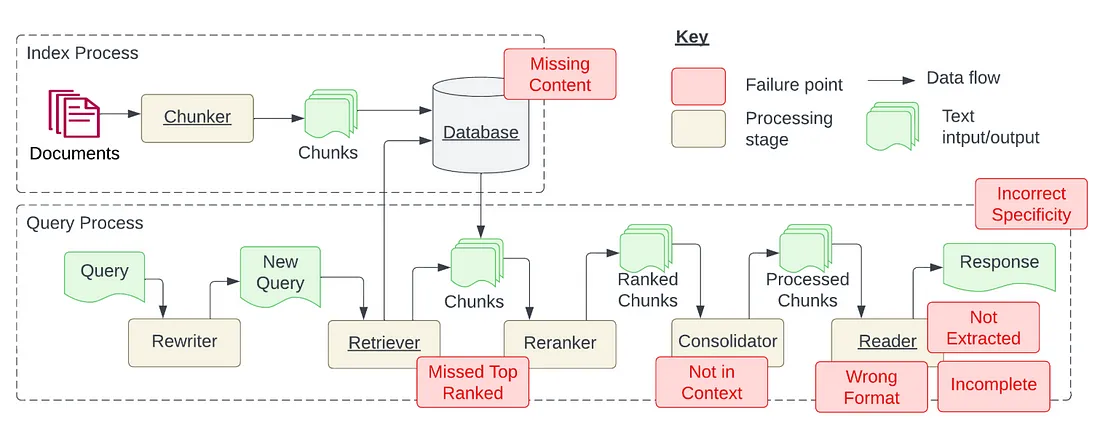 Index Process
Documents
Chunker
Chunks
Database
Missing
Content
Key
Failure point
Data flow
Processing
stage
Text
intput/output
Query Process
Incorrect
Specificity
Query
New
Query
Chunks
Ranked
Chunks
Processed
Chunks
Response
Rewriter
Retriever
Reranker
Consolidator
Reader
Missed Top
Ranked
Not in
Context
Not
Extracted
Wrong
Format
Incomplete